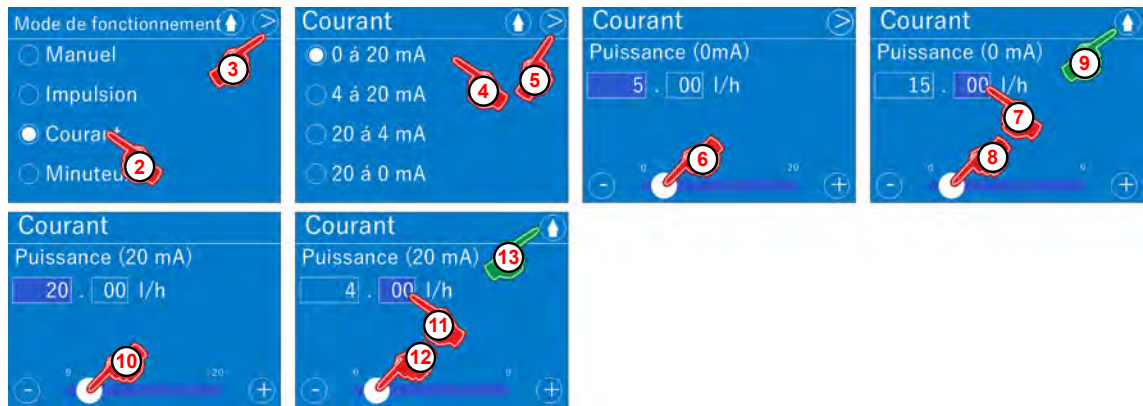 Mode de fonctionnement
Manuel
Impulsion
Courant
Minuteur
2
3
Courant
0 á 20 mA
4 á 20 mA
20 á 4 mA
20 á 0 mA
4
5
Courant
Puissance (0mA)
5 . 00 l/h
6
0 20
- +
Courant
Puissance (0 mA)
15 . 00 l/h
9
7
8
0 9
- +
Courant
Puissance (20 mA)
20 . 00 l/h
10
0 20
- +
Courant
Puissance (20 mA)
4 . 00 l/h
13
11
12
0 9
- +